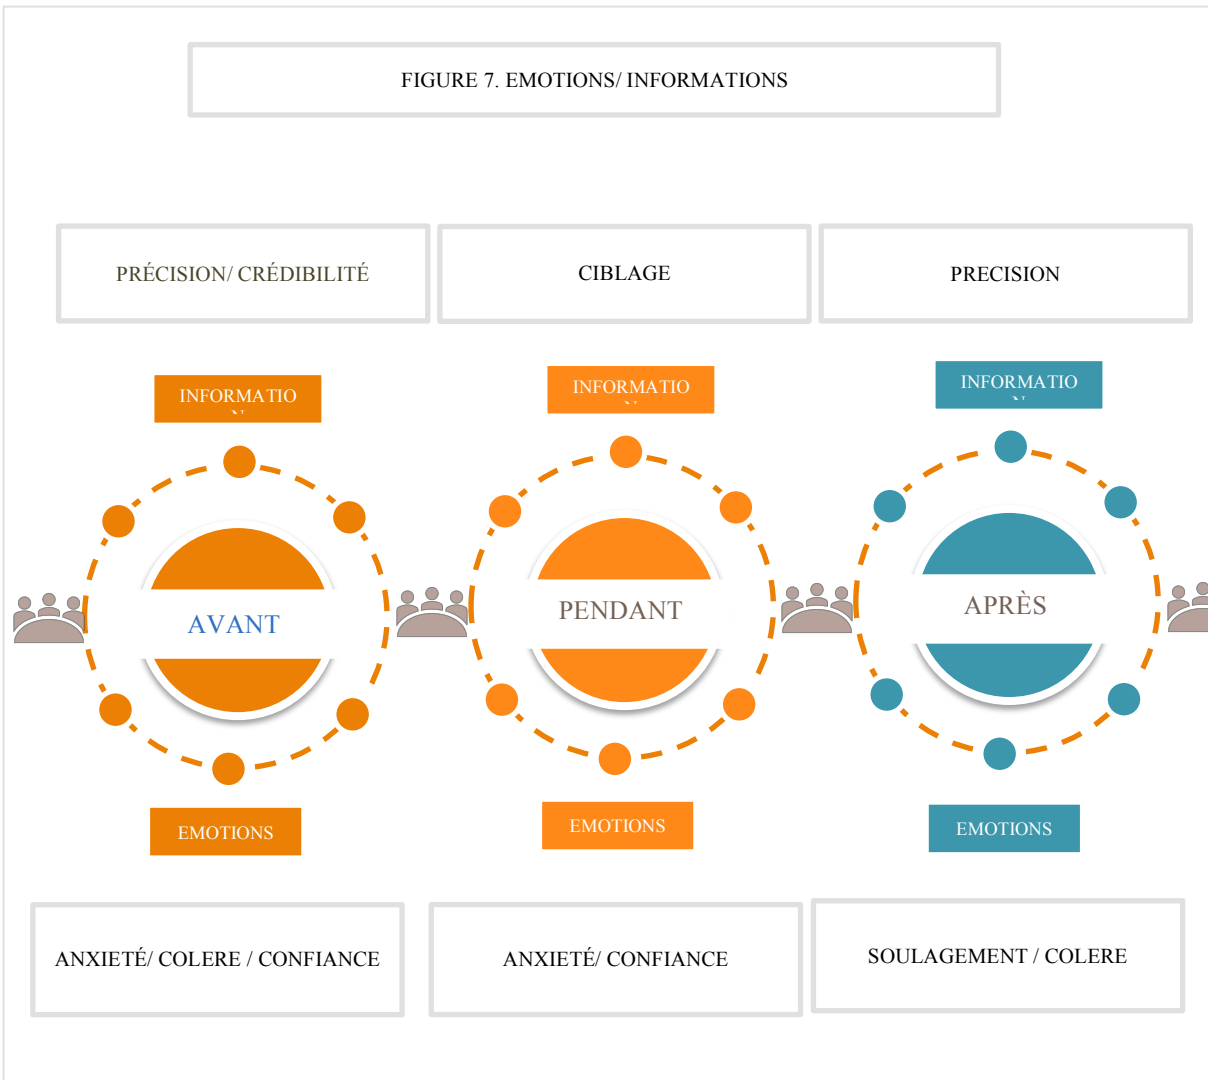 FIGURE 7. EMOTIONS/ INFORMATIONS
PRÉCISION/ CRÉDIBILITÉ
CIBLAGE
PRECISION
INFORMATIO
N
INFORMATIO
N
INFORMATIO
N
AVANT
PENDANT
APRÈS
EMOTIONS
EMOTIONS
EMOTIONS
ANXIETÉ/ COLERE / CONFIANCE
ANXIETÉ/ CONFIANCE
SOULAGEMENT / COLERE